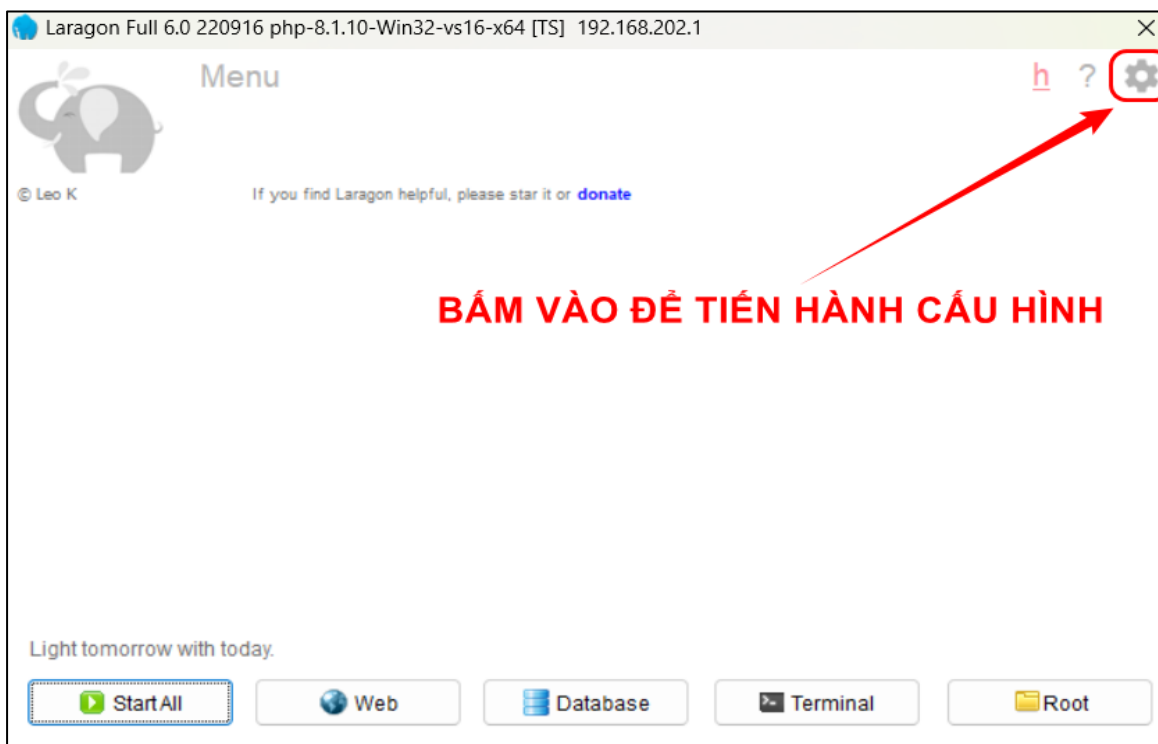 Laragon Full 6.0 220916 php-8.1.10-Win32-vs16-x64 [TS] 192.168.202.1
Menu
h ?
© Leo K
If you find Laragon helpful, please star it or donate
BẤM VÀO ĐỂ TIẾN HÀNH CẤU HÌNH
Light tomorrow with today.
Start All Web Database Terminal Root